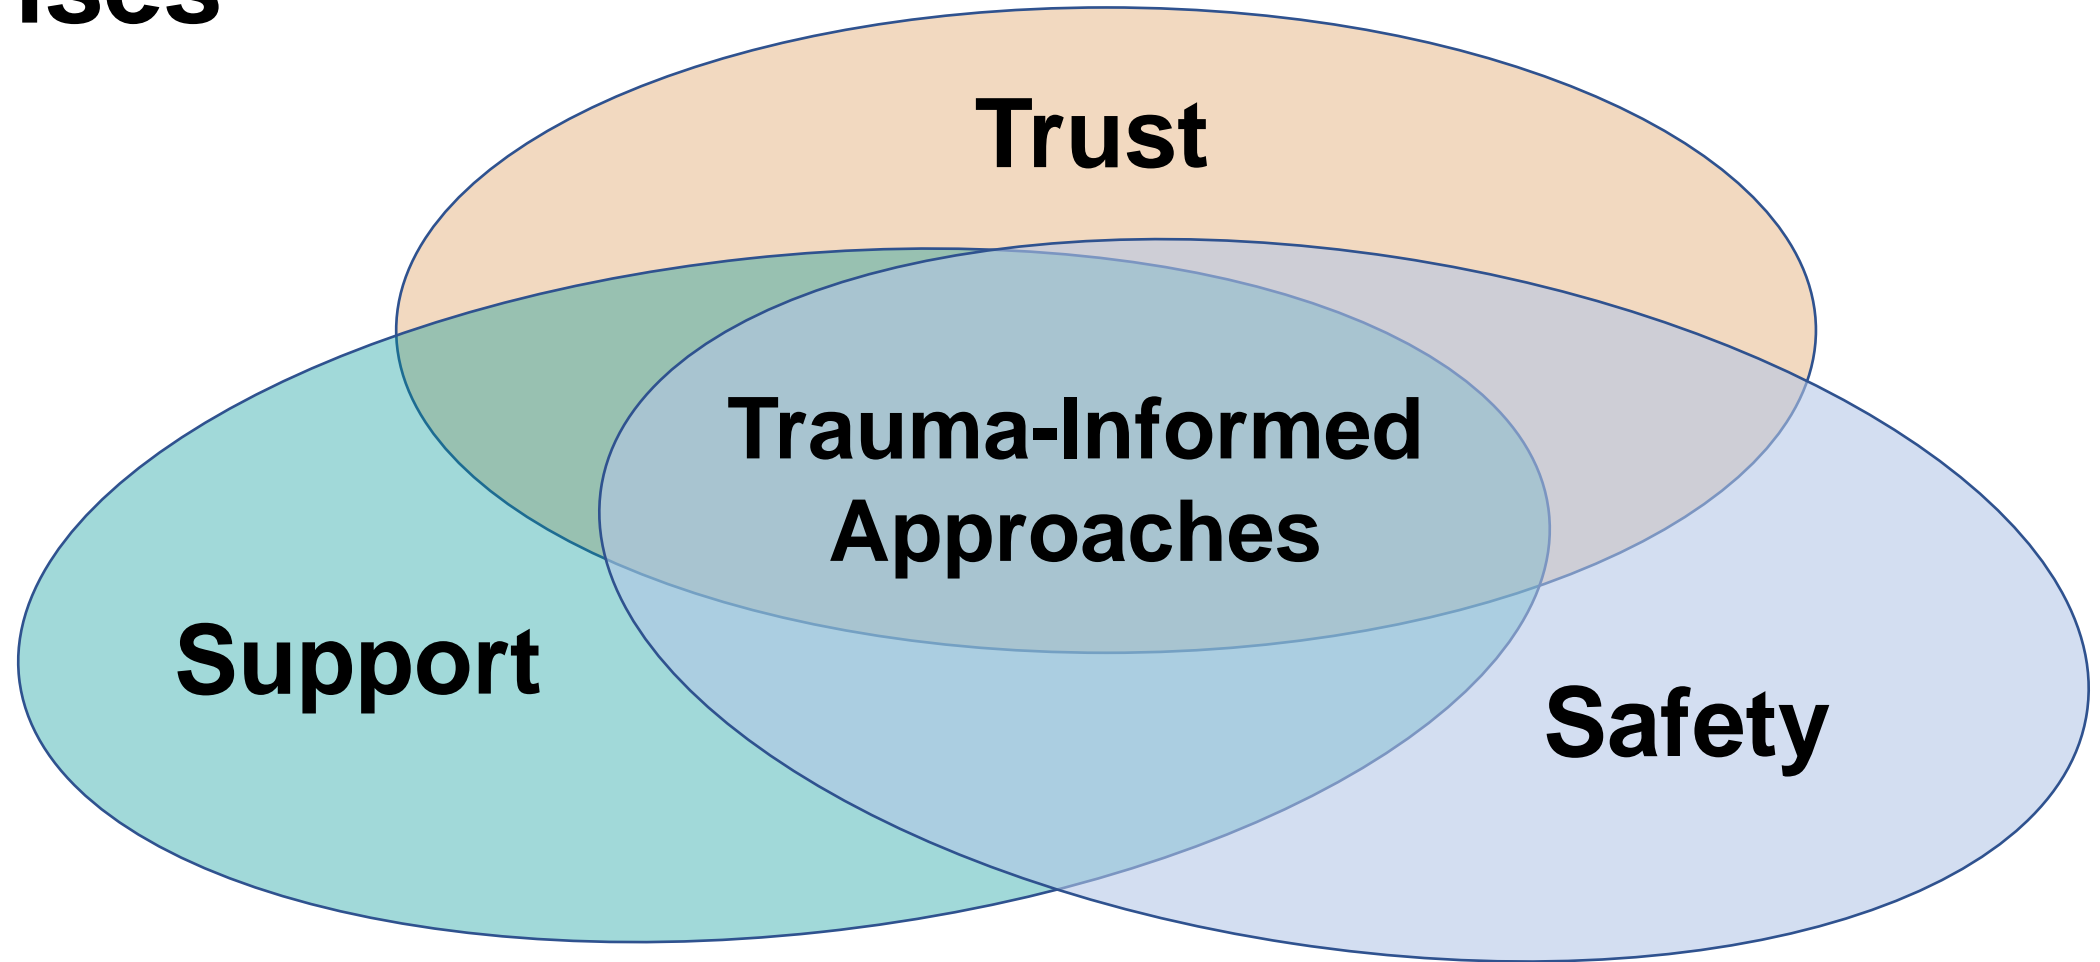 Trust
Trauma-Informed
Approaches
Support
Safety